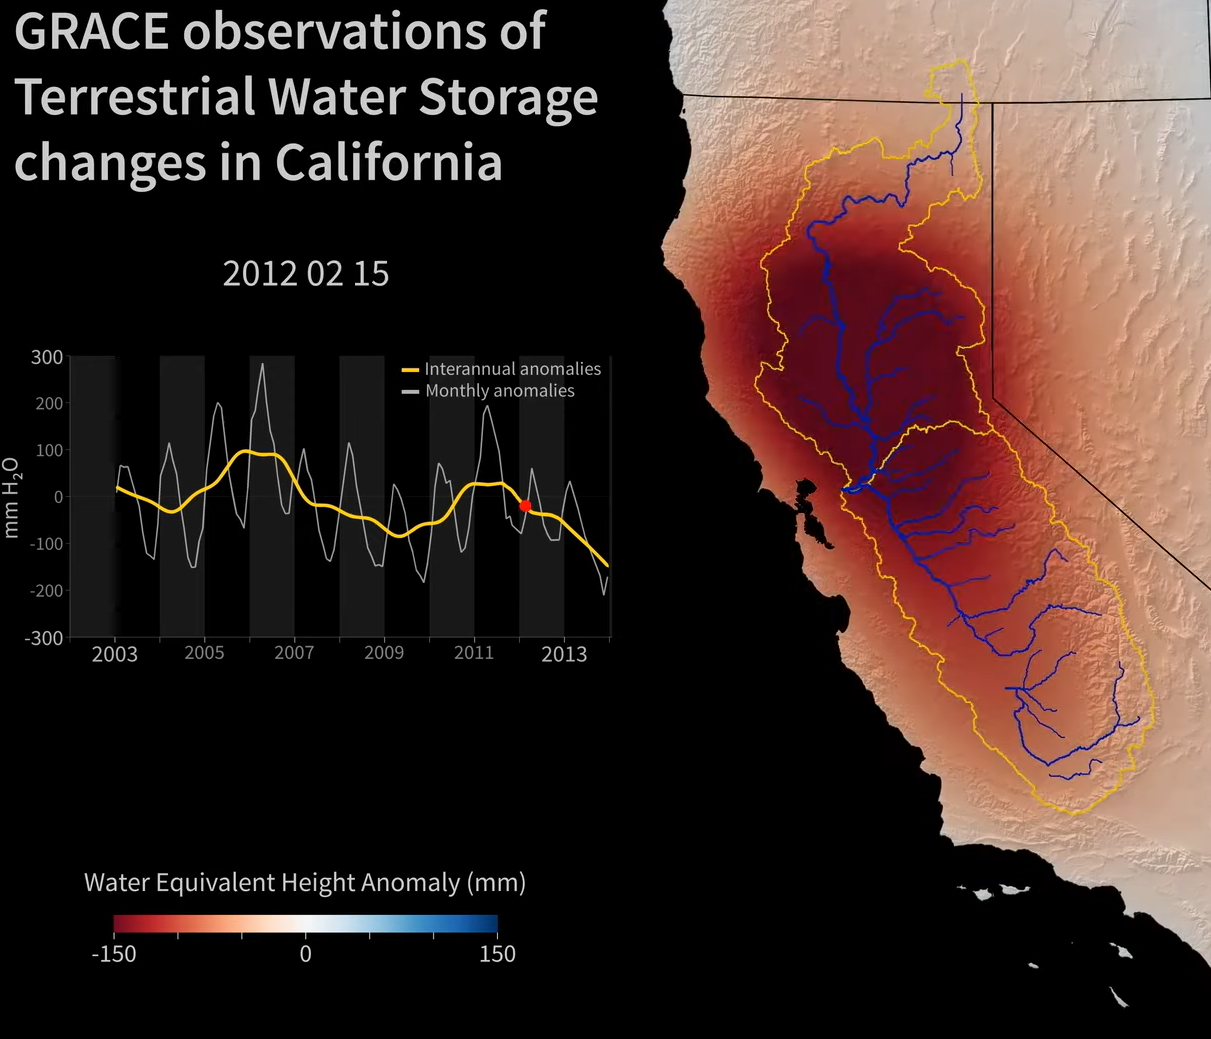 GRACE observations of
Terrestrial Water Storage
changes in California
2012 02 15
300
200
100
0
-100
-200
-300
mm H₂O
Interannual anomalies
Monthly anomalies
2003
2005
2007
2009
2011
2013
Water Equivalent Height Anomaly (mm)
-150
0
150